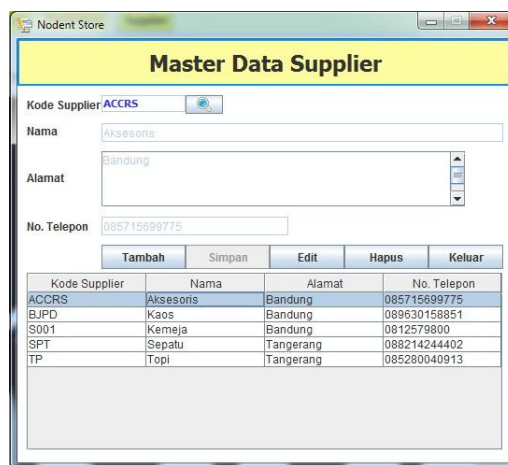 Nodent Store
Master Data Supplier
Kode Supplier ACCRS
Nama Aksesoris
Alamat Bandung
No. Telepon 085715699775
Tambah Simpan Edit Hapus Keluar
Kode Supplier Nama Alamat No. Telepon
ACCRS Aksesoris Bandung 085715699775
BJPD Kaos Bandung 089630158851
S001 Kemeja Bandung 0812579800
SPT Sepatu Tangerang 088214244402
TP Topi Tangerang 085280040913